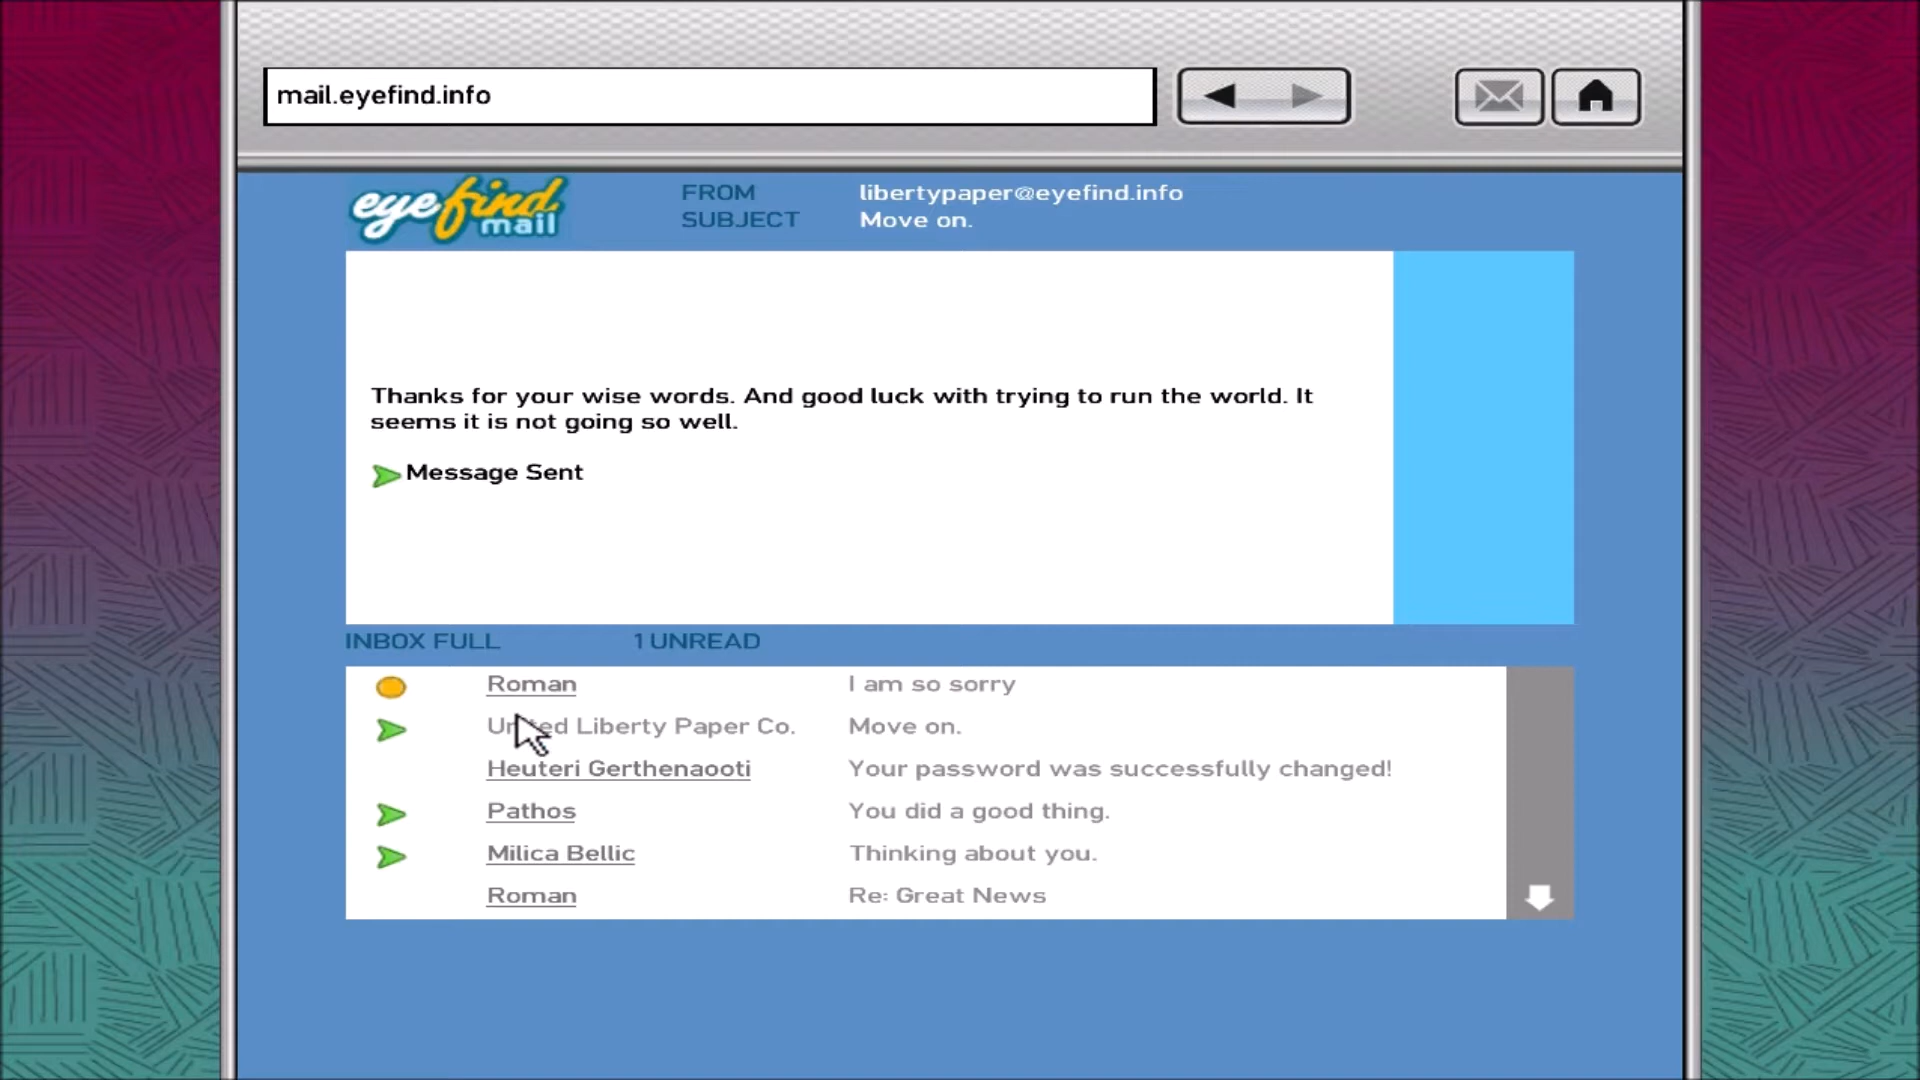 mail.eyefind.info
eyefind mail
FROM libertypaper@eyefind.info
SUBJECT Move on.
Thanks for your wise words. And good luck with trying to run the world. It
seems it is not going so well.
Message Sent
INBOX FULL 1 UNREAD
Roman I am so sorry
United Liberty Paper Co. Move on.
Heuteri Gerthenaooti Your password was successfully changed!
Pathos You did a good thing.
Milica Bellic Thinking about you.
Roman Re: Great News